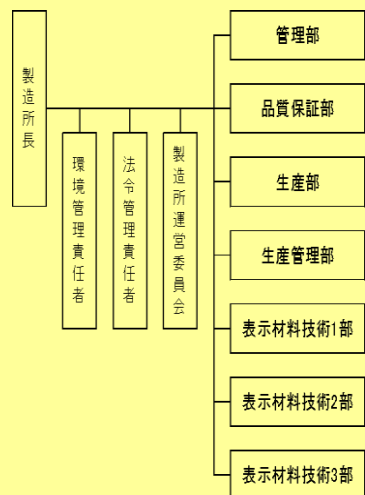 製造所長
環境管理責任者
法令管理責任者
製造所運営委員会
管理部
品質保証部
生産部
生産管理部
表示材料技術1部
表示材料技術2部
表示材料技術3部